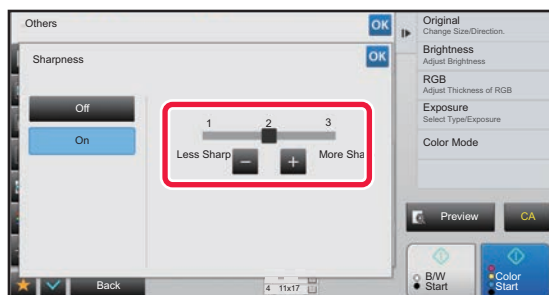 Others
OK
Sharpness
OK
Off
On
1 2 3
Less Sharp
More Sha
Back
4 11x17
Original
Change Size/Direction.
Brightness
Adjust Brightness
RGB
Adjust Thickness of RGB
Exposure
Select Type/Exposure
Color Mode
Preview
CA
B/W
Start
Color
Start